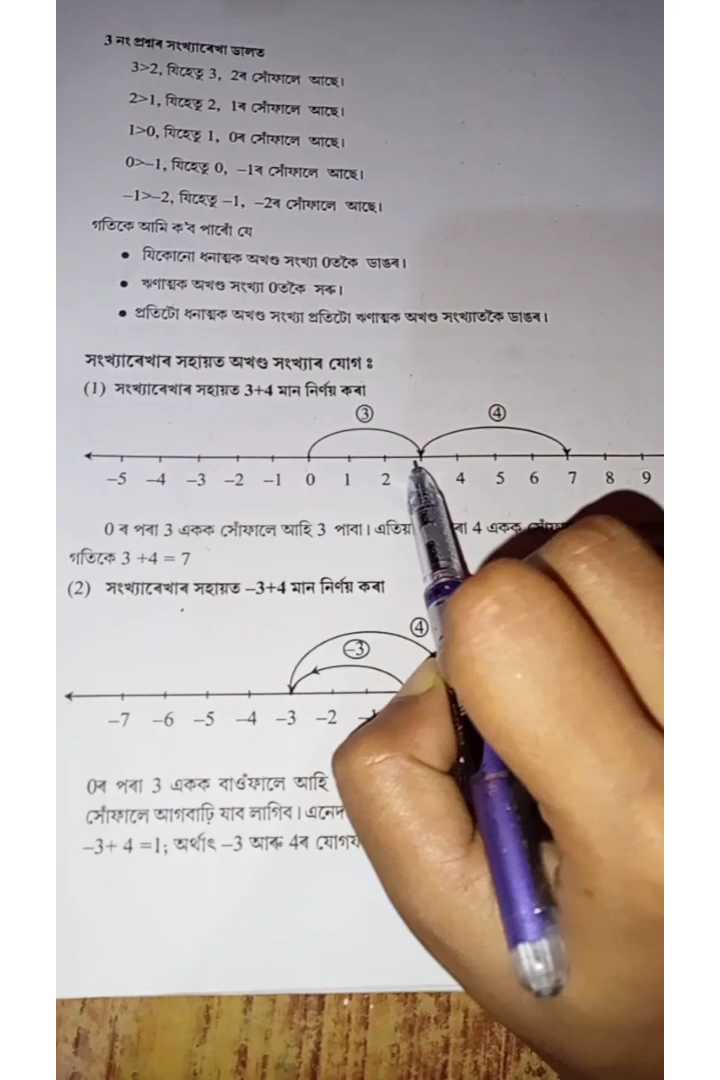 3 নং প্ৰশ্নৰ সংখ্যাৰেখা ডালত
3>2, যিহেতু 3, 2ৰ সোঁফালে আছে।
2>1, যিহেতু 2, 1ৰ সোঁফালে আছে।
1>0, যিহেতু 1, 0ৰ সোঁফালে আছে।
0>–1, যিহেতু 0, –1ৰ সোঁফালে আছে।
–1>–2, যিহেতু –1, –2ৰ সোঁফালে আছে।
গতিকে আমি ক'ব পাৰোঁ যে
• যিকোনো ধনাত্মক অখণ্ড সংখ্যা 0তকৈ ডাঙৰ।
• ঋণাত্মক অখণ্ড সংখ্যা 0তকৈ সৰু।
• প্ৰতিটো ধনাত্মক অখণ্ড সংখ্যা প্ৰতিটো ঋণাত্মক অখণ্ড সংখ্যাতকৈ ডাঙৰ।
সংখ্যাৰেখাৰ সহায়ত অখণ্ড সংখ্যাৰ যোগ ঃ
(1) সংখ্যাৰেখাৰ সহায়ত 3+4 মান নিৰ্ণয় কৰা
③ ④
–5 –4 –3 –2 –1 0 1 2 4 5 6 7 8 9
0 ৰ পৰা 3 একক সোঁফালে আহি 3 পাবা। 4 একক
গতিকে 3 +4 = 7
(2) সংখ্যাৰেখাৰ সহায়ত –3+4 মান নিৰ্ণয় কৰা
④
–3
–7 –6 –5 –4 –3 –2
0ৰ পৰা 3 একক বাওঁফালে আহি
সোঁফালে আগবাঢ়ি যাব লাগিব।
–3+ 4 =1; অৰ্থাৎ –3 আৰু 4ৰ